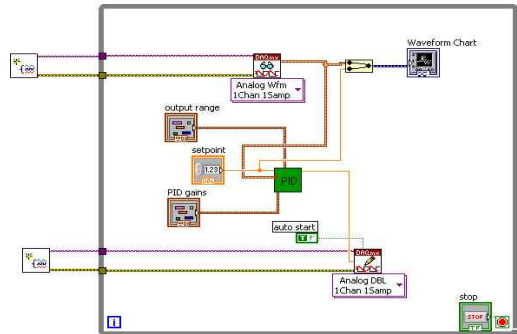 Waveform Chart
DAQmx
Analog Wfm
1Chan 1Samp
output range
setpoint
1.23
PID
PID gains
auto start
T F
DAQmx
Analog DBL
1Chan 1Samp
stop
STOP
TF
i